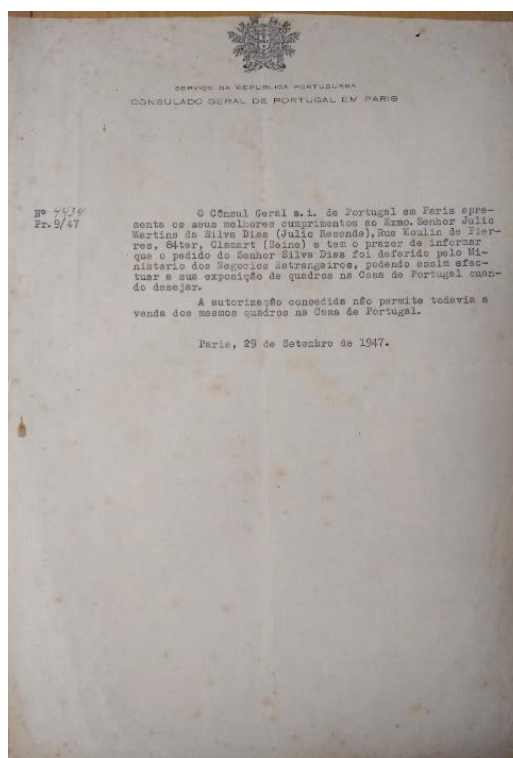 SERVIÇO DA REPUBLICA PORTUGUESA
CONSULADO GERAL DE PORTUGAL EM PARIS
Nº 4434
Pr. 9/47
O Cônsul Geral a.i. de Portugal em Paris apre-
senta os seus melhores cumprimentos ao Exmo. Senhor Julio
Martins da Silva Dias (Julio Resende), Rue Moulin de Pier-
res, 84ter, Clamart (Seine) e tem o prazer de informar
que o pedido do Senhor Silva Dias foi deferido pelo Mi-
nisterio dos Negocios Estrangeiros, podendo assim efec-
tuar a sua exposição de quadros na Casa de Portugal quan-
do desejar.
A autorização concedida não permite todavia a
venda dos mesmos quadros na Casa de Portugal.
Paris, 29 de Setembro de 1947.